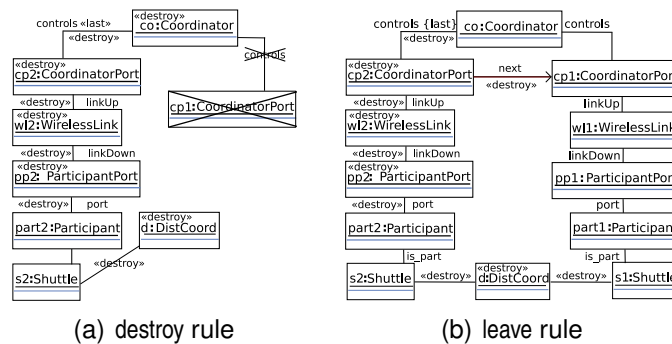 controls «last»
«destroy»
«destroy»
co:Coordinator
controls
«destroy»
cp2:CoordinatorPort
cp1:CoordinatorPort
«destroy» linkUp
«destroy»
wl2:WirelessLink
«destroy» linkDown
«destroy»
pp2: ParticipantPort
«destroy» port
part2:Participant
«destroy»
d:DistCoord
«destroy»
s2:Shuttle
(a) destroy rule
controls {last}
«destroy»
co:Coordinator
controls
«destroy»
cp2:CoordinatorPort
next
«destroy»
cp1:CoordinatorPort
«destroy» linkUp
linkUp
«destroy»
wl2:WirelessLink
wl1:WirelessLink
«destroy» linkDown
linkDown
«destroy»
pp2: ParticipantPort
pp1:ParticipantPort
«destroy» port
port
part2:Participant
part1:Participant
is_part
is_part
s2:Shuttle
«destroy»
«destroy»
d:DistCoord
«destroy»
s1:Shuttle
(b) leave rule